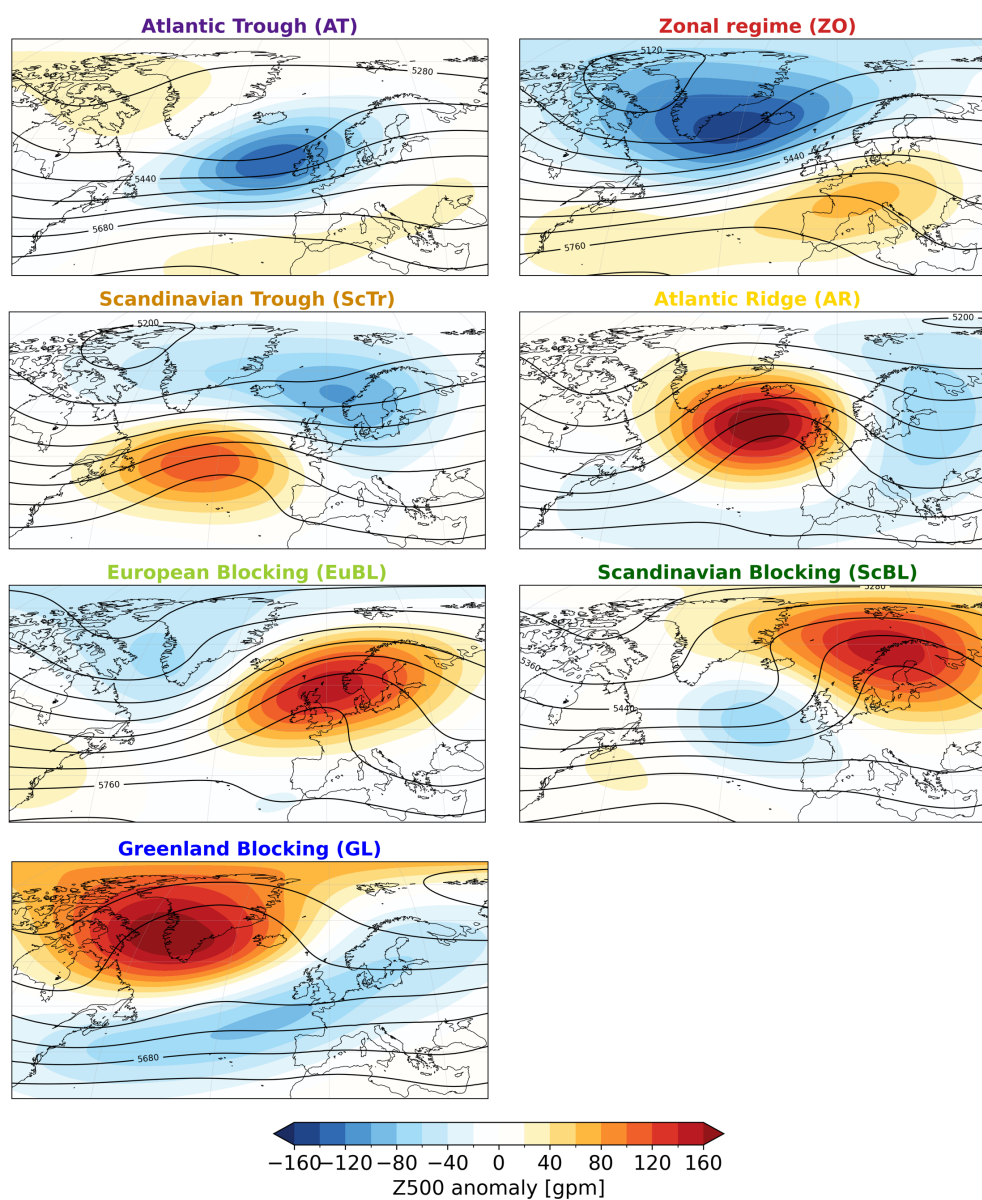 Atlantic Trough (AT)
Zonal regime (ZO)
5280
5440
5680
5120
5440
5760
Scandinavian Trough (ScTr)
Atlantic Ridge (AR)
5200
5200
European Blocking (EuBL)
Scandinavian Blocking (ScBL)
5760
5280
5360
5440
Greenland Blocking (GL)
5680
−160 −120 −80 −40 0 40 80 120 160
Z500 anomaly [gpm]